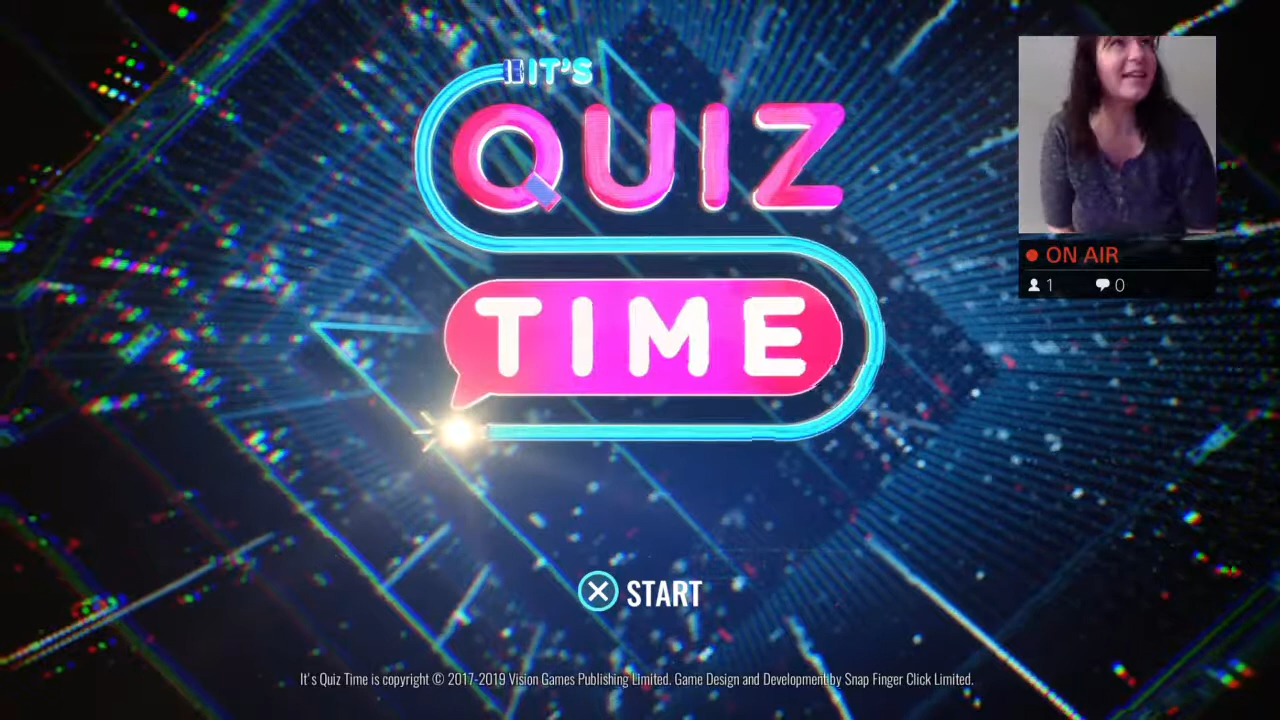 IT'S
QUIZ
TIME
ON AIR
1 0
START
It's Quiz Time is copyright © 2017-2019 Vision Games Publishing Limited. Game Design and Development by Snap Finger Click Limited.